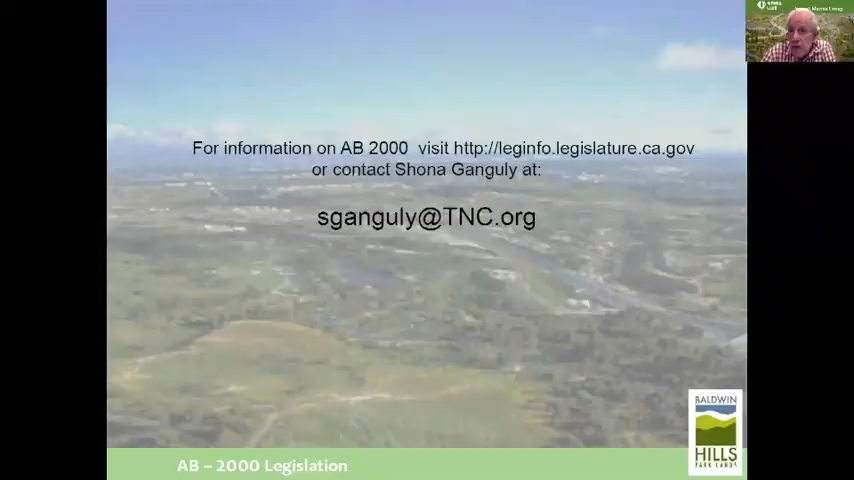 For information on AB 2000 visit http://leginfo.legislature.ca.gov
or contact Shona Ganguly at:
sganguly@TNC.org
BALDWIN
HILLS
PARK LANDS
AB – 2000 Legislation